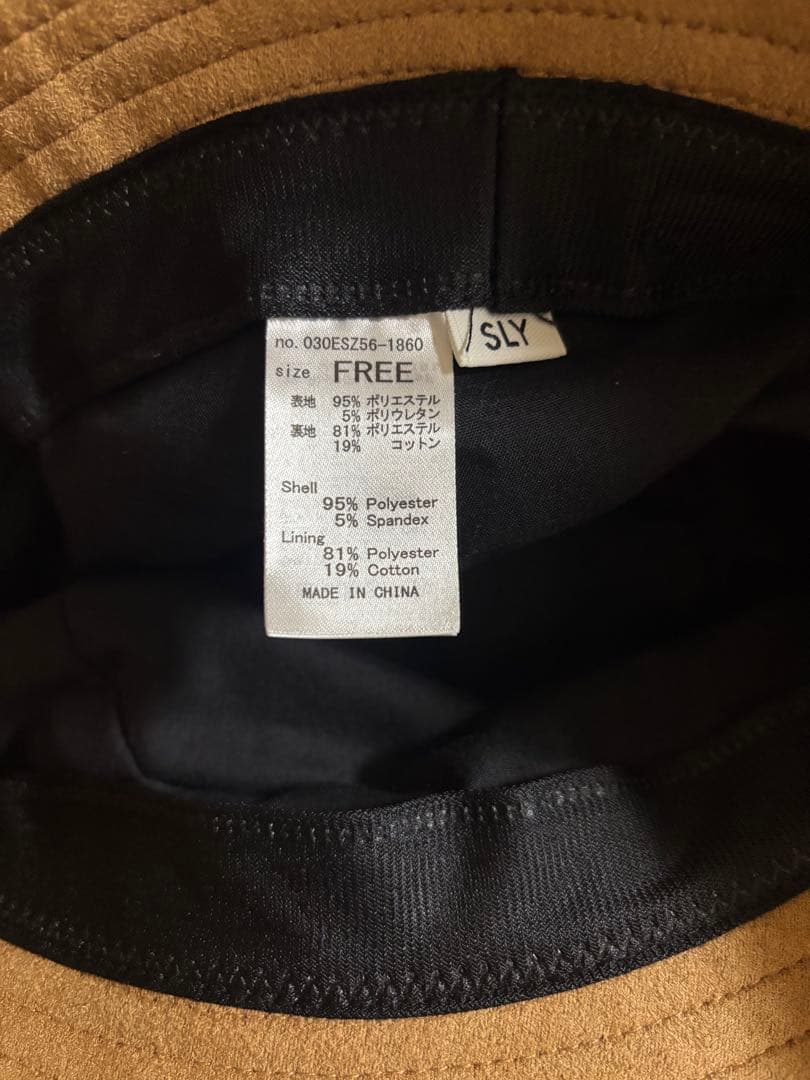 no. 030ESZ56-1860
size FREE
表地 95% ポリエステル
5% ポリウレタン
裏地 81% ポリエステル
19% コットン
Shell
95% Polyester
5% Spandex
Lining
81% Polyester
19% Cotton
MADE IN CHINA
SLY